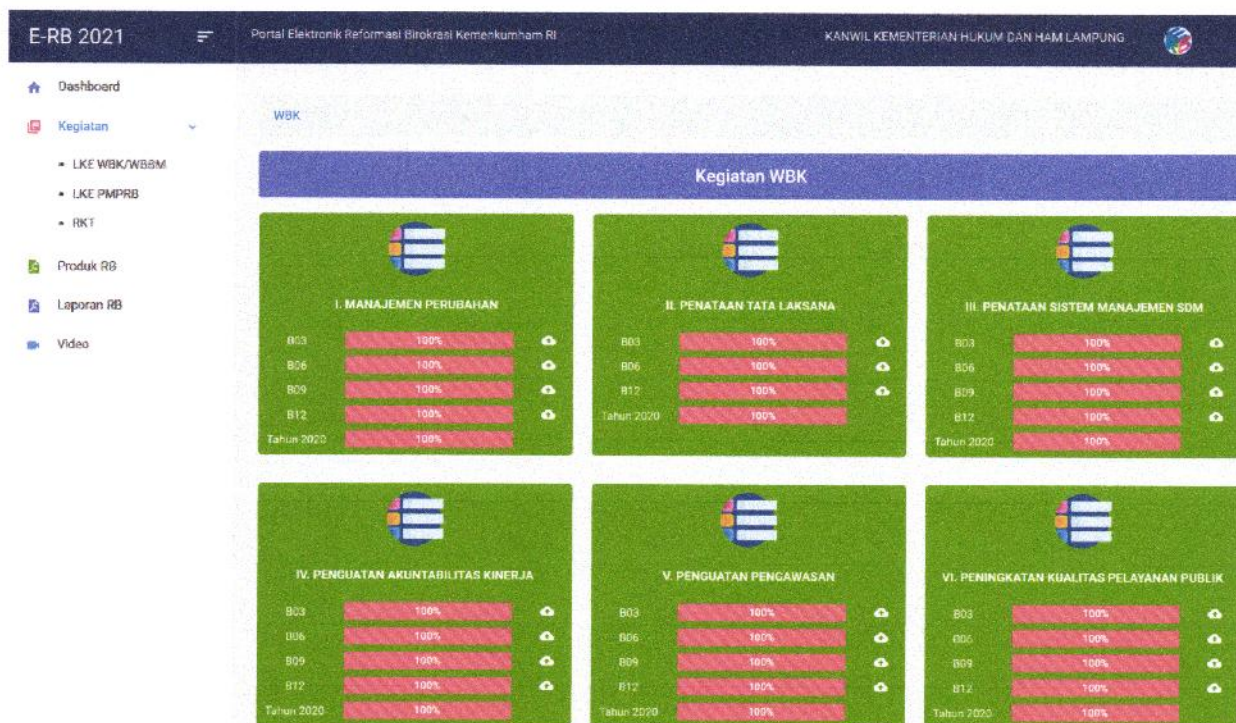 E-RB 2021
Portal Elektronik Reformasi Birokrasi Kemenkumham RI
KANWIL KEMENTERIAN HUKUM DAN HAM LAMPUNG
Dashboard
Kegiatan
LKE WBK/WBBM
LKE PMPRB
RKT
Produk RB
Laporan RB
Video
WBK
Kegiatan WBK
I. MANAJEMEN PERUBAHAN
B03 100%
B06 100%
B09 100%
B12 100%
Tahun 2020 100%
II. PENATAAN TATA LAKSANA
B03 100%
B06 100%
B09 100%
Tahun 2020 100%
III. PENATAAN SISTEM MANAJEMEN SDM
B03 100%
B06 100%
B09 100%
B12 100%
Tahun 2020 100%
IV. PENGUATAN AKUNTABILITAS KINERJA
B03 100%
B06 100%
B09 100%
B12 100%
Tahun 2020 100%
V. PENGUATAN PENGAWASAN
B03 100%
B06 100%
B09 100%
B12 100%
Tahun 2020 100%
VI. PENINGKATAN KUALITAS PELAYANAN PUBLIK
B03 100%
B06 100%
B09 100%
B12 100%
Tahun 2020 100%